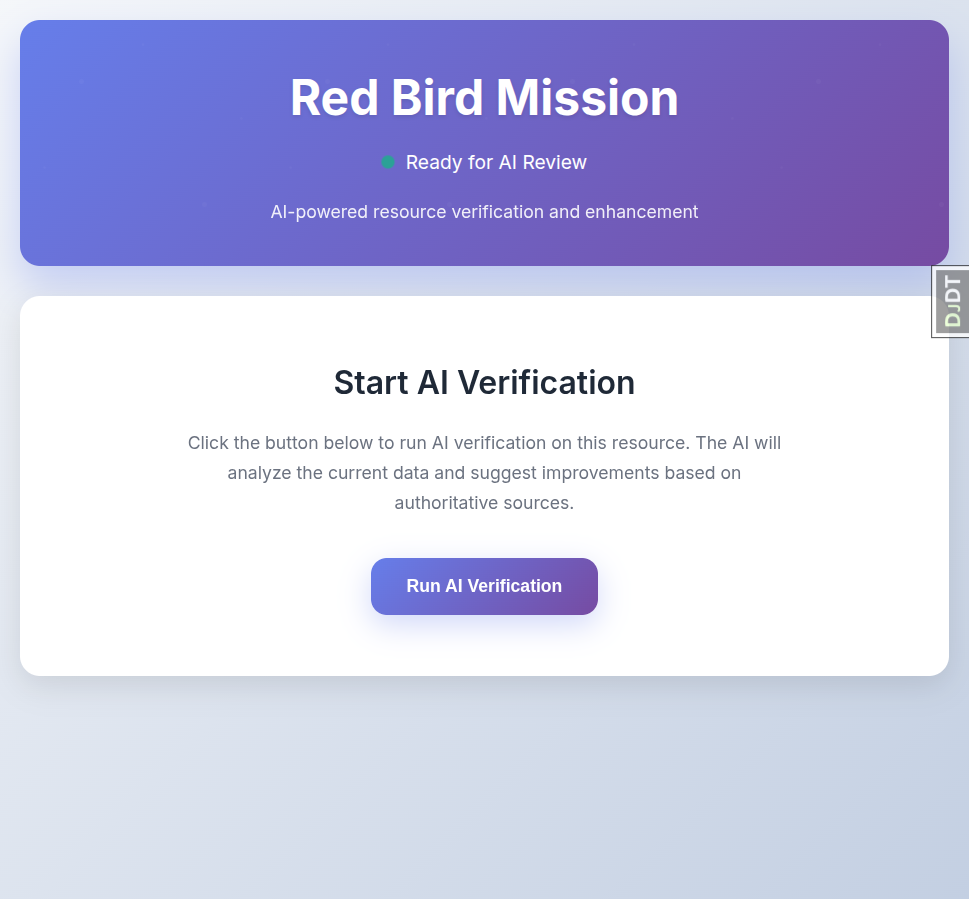 Red Bird Mission
Ready for AI Review
AI-powered resource verification and enhancement
DJDT
Start AI Verification
Click the button below to run AI verification on this resource. The AI will
analyze the current data and suggest improvements based on
authoritative sources.
Run AI Verification